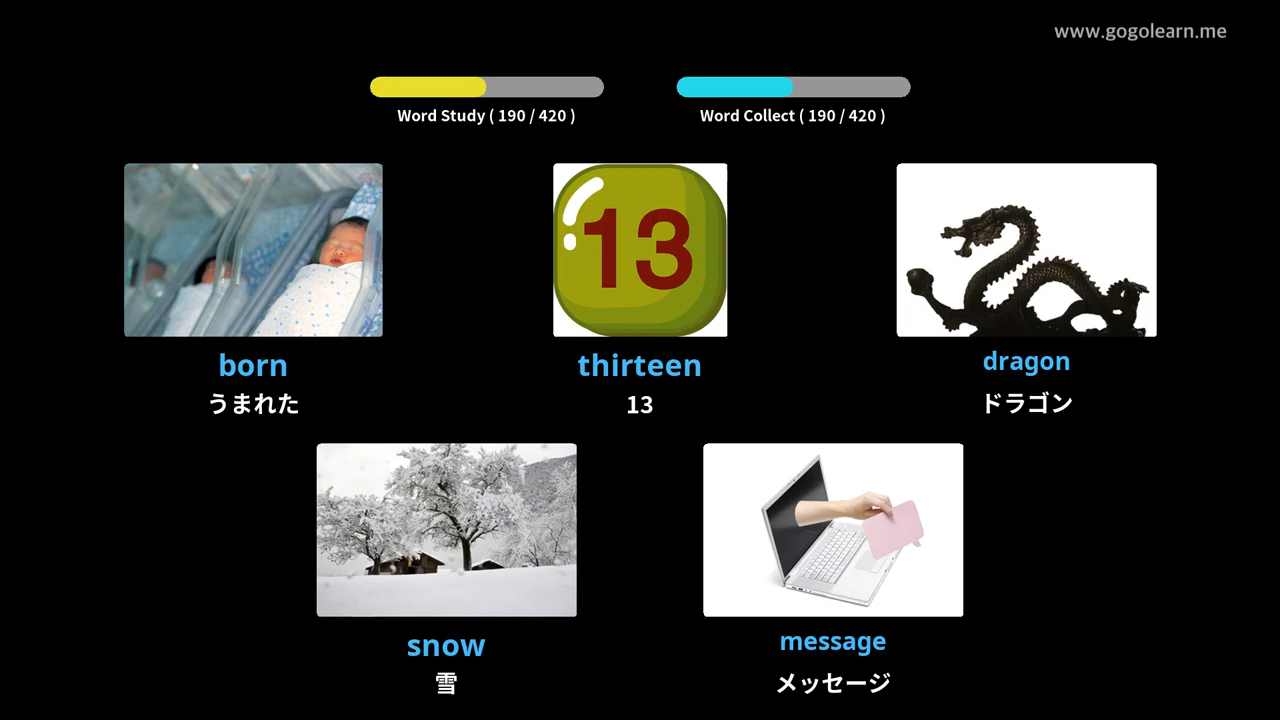 www.gogolearn.me
Word Study ( 190 / 420 )
Word Collect ( 190 / 420 )
13
born
thirteen
dragon
うまれた
13
ドラゴン
snow
message
雪
メッセージ